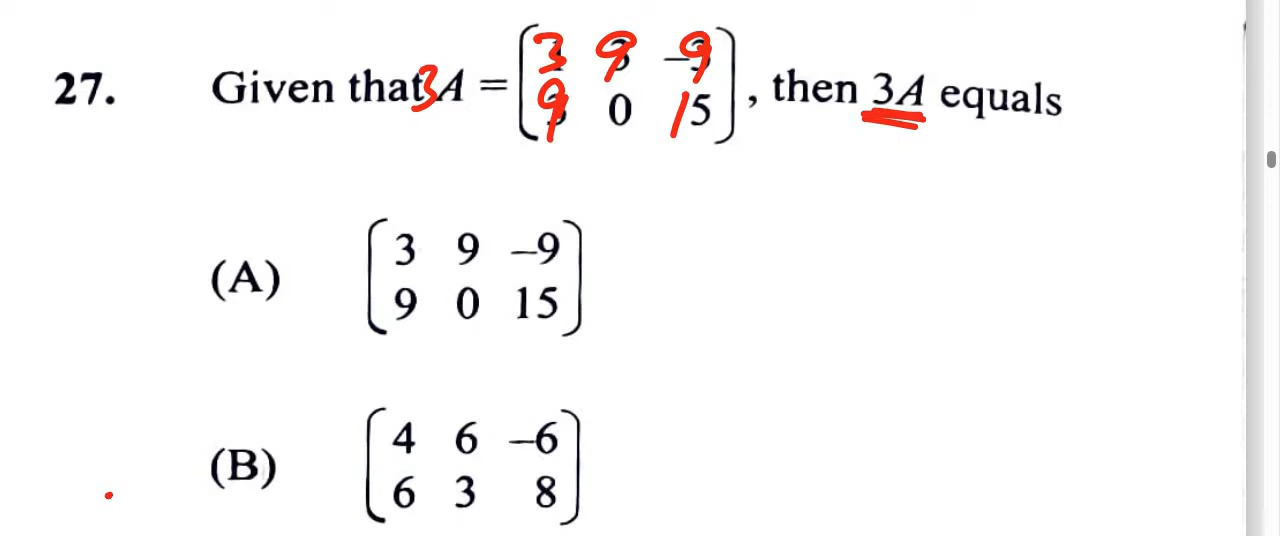 27. Given that 3A = [3 9 -9], then 3A equals
[9 0 15]
(A) [3 9 –9]
[9 0 15]
(B) [4 6 –6]
[6 3 8]